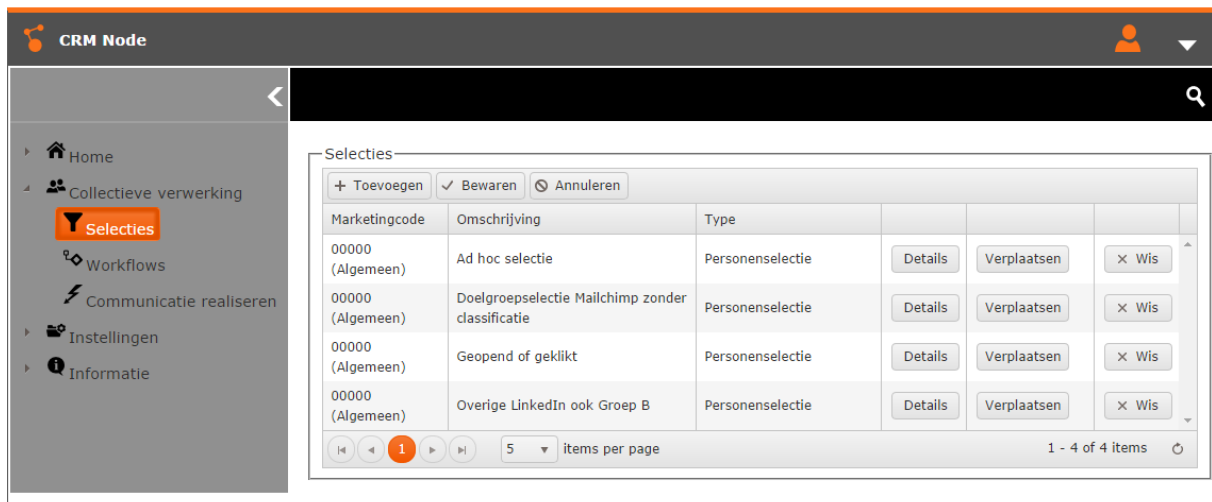 CRM Node
Home
Collectieve verwerking
Selecties
Workflows
Communicatie realiseren
Instellingen
Informatie
Selecties
+ Toevoegen Bewaren Annuleren
Marketingcode Omschrijving Type
00000
(Algemeen) Ad hoc selectie Personenselectie Details Verplaatsen × Wis
00000
(Algemeen) Doelgroepselectie Mailchimp zonder
classificatie Personenselectie Details Verplaatsen × Wis
00000
(Algemeen) Geopend of geklikt Personenselectie Details Verplaatsen × Wis
00000
(Algemeen) Overige LinkedIn ook Groep B Personenselectie Details Verplaatsen × Wis
1 5 items per page 1 - 4 of 4 items